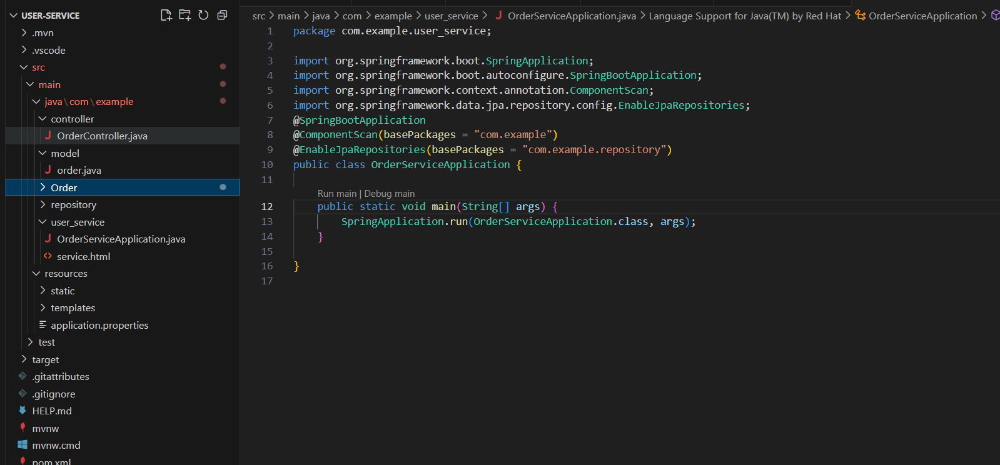 USER-SERVICE
.mvn
.vscode
src
main
java\com\example
controller
OrderController.java
model
order.java
Order
repository
user_service
OrderServiceApplication.java
service.html
resources
static
templates
application.properties
test
target
.gitattributes
.gitignore
HELP.md
mvnw
mvnw.cmd
pom.xml
src > main > java > com > example > user_service > OrderServiceApplication.java > Language Support for Java(TM) by Red Hat > OrderServiceApplication >
1 package com.example.user_service;
2
3 import org.springframework.boot.SpringApplication;
4 import org.springframework.boot.autoconfigure.SpringBootApplication;
5 import org.springframework.context.annotation.ComponentScan;
6 import org.springframework.data.jpa.repository.config.EnableJpaRepositories;
7 @SpringBootApplication
8 @ComponentScan(basePackages = "com.example")
9 @EnableJpaRepositories(basePackages = "com.example.repository")
10 public class OrderServiceApplication {
11
Run main | Debug main
12 public static void main(String[] args) {
13 SpringApplication.run(OrderServiceApplication.class, args);
14 }
15
16 }
17